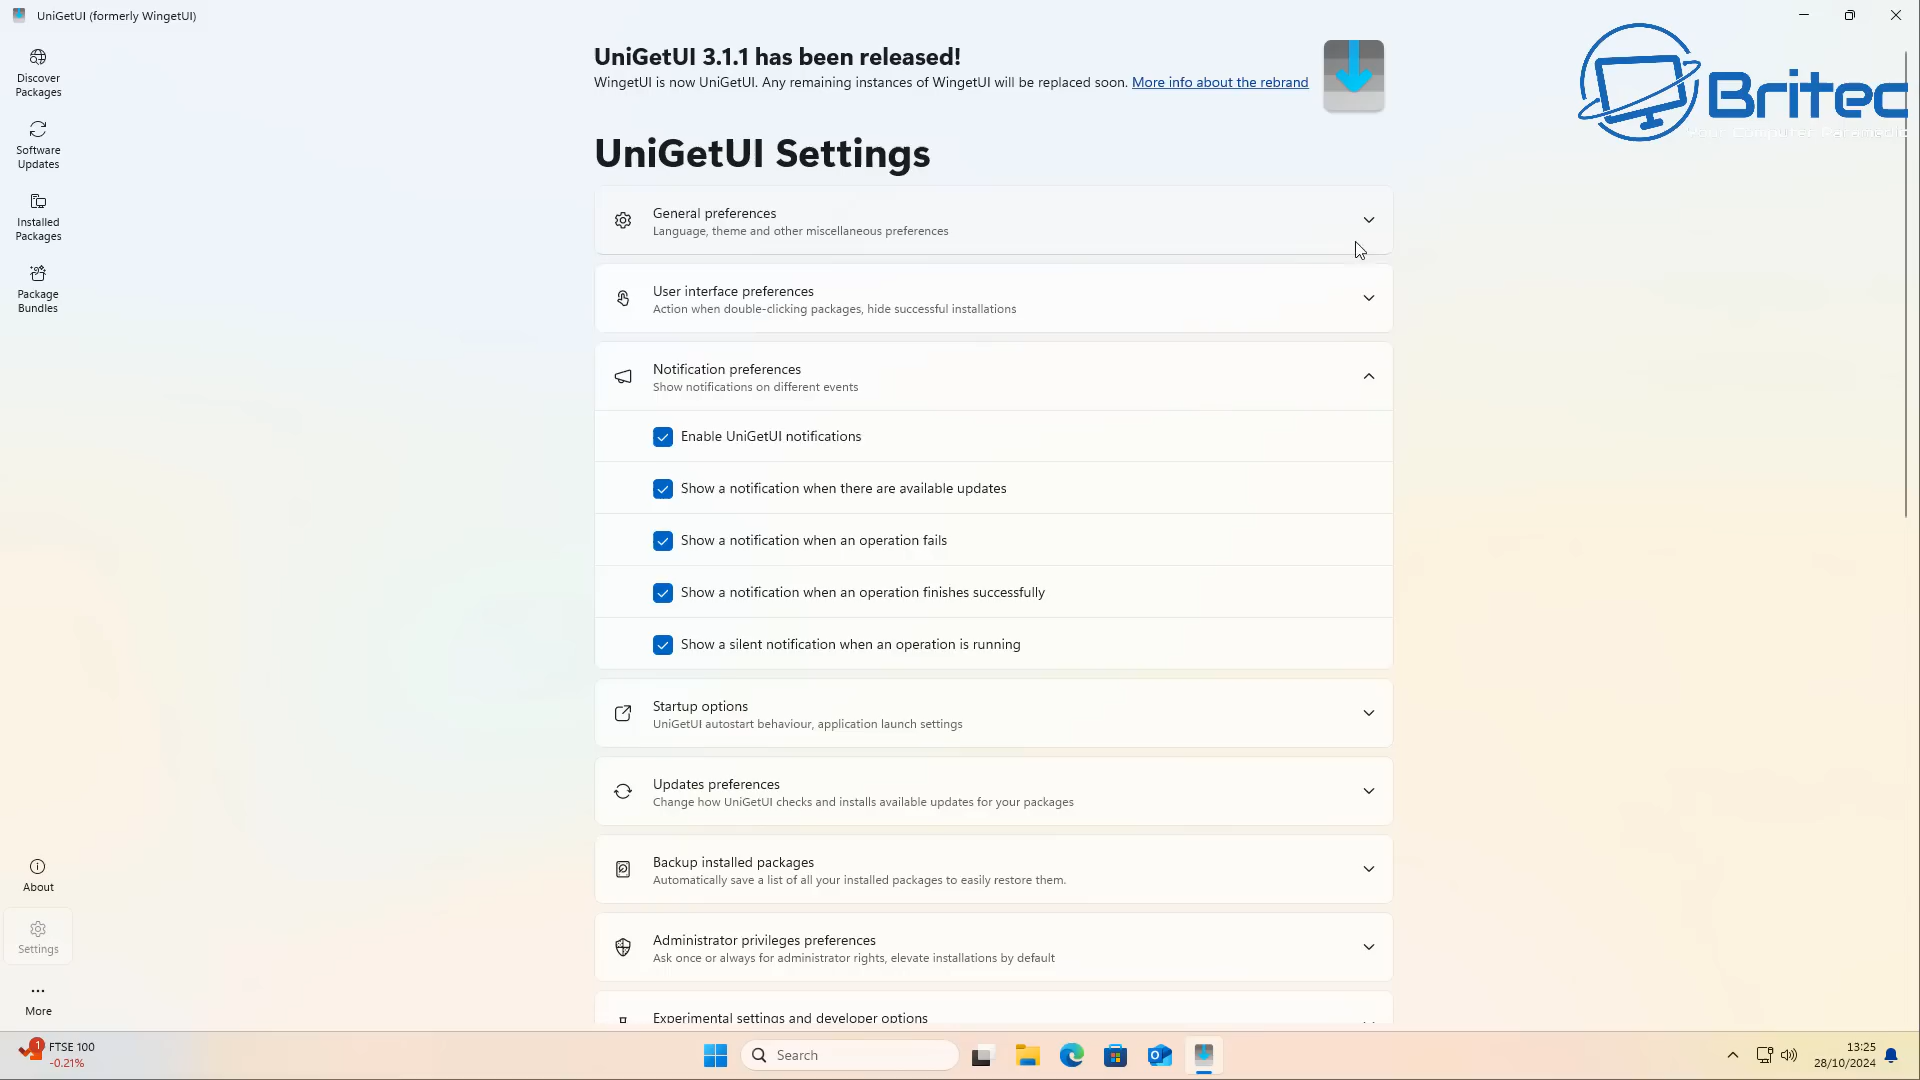 UniGetUI (formerly WingetUI)
UniGetUI 3.1.1 has been released!
WingetUI is now UniGetUI. Any remaining instances of WingetUI will be replaced soon. More info about the rebrand
Britec
Your Computer Paramedic
Discover
Packages
Software
Updates
Installed
Packages
Package
Bundles
UniGetUI Settings
General preferences
Language, theme and other miscellaneous preferences
User interface preferences
Action when double-clicking packages, hide successful installations
Notification preferences
Show notifications on different events
Enable UniGetUI notifications
Show a notification when there are available updates
Show a notification when an operation fails
Show a notification when an operation finishes successfully
Show a silent notification when an operation is running
Startup options
UniGetUI autostart behaviour, application launch settings
Updates preferences
Change how UniGetUI checks and installs available updates for your packages
Backup installed packages
Automatically save a list of all your installed packages to easily restore them.
Administrator privileges preferences
Ask once or always for administrator rights, elevate installations by default
Experimental settings and developer options
About
Settings
More
1
FTSE 100
-0.21%
Search
13:25
28/10/2024